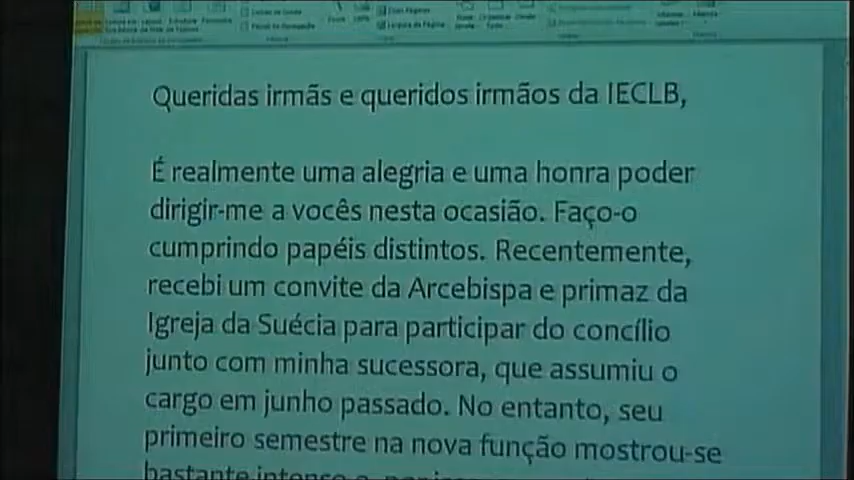 Queridas irmãs e queridos irmãos da IECLB,
É realmente uma alegria e uma honra poder
dirigir-me a vocês nesta ocasião. Faço-o
cumprindo papéis distintos. Recentemente,
recebi um convite da Arcebispa e primaz da
Igreja da Suécia para participar do concílio
junto com minha sucessora, que assumiu o
cargo em junho passado. No entanto, seu
primeiro semestre na nova função mostrou-se
bastante intenso e